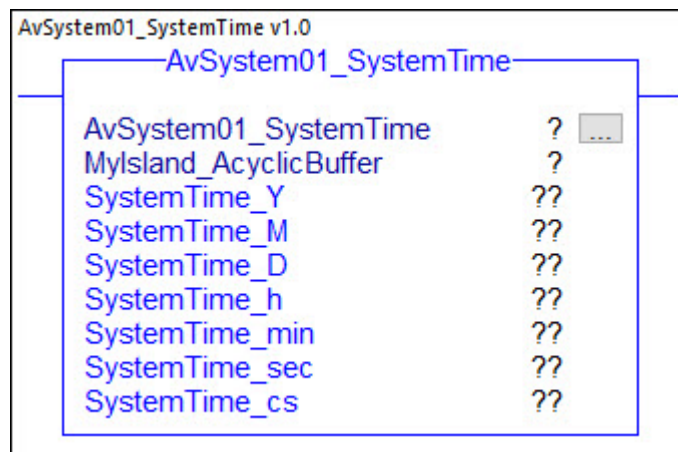 AvSystem01_SystemTime v1.0
AvSystem01_SystemTime
AvSystem01_SystemTime ? ...
MyIsland_AcyclicBuffer ?
SystemTime_Y ??
SystemTime_M ??
SystemTime_D ??
SystemTime_h ??
SystemTime_min ??
SystemTime_sec ??
SystemTime_cs ??